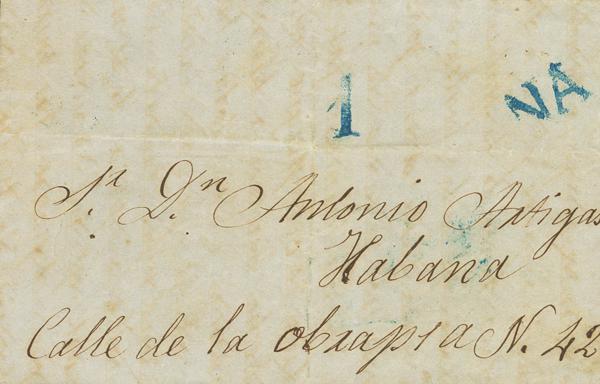 1
NA
Sr. Dn. Antonio Artigas
Habana
Calle de la obrapia N. 42